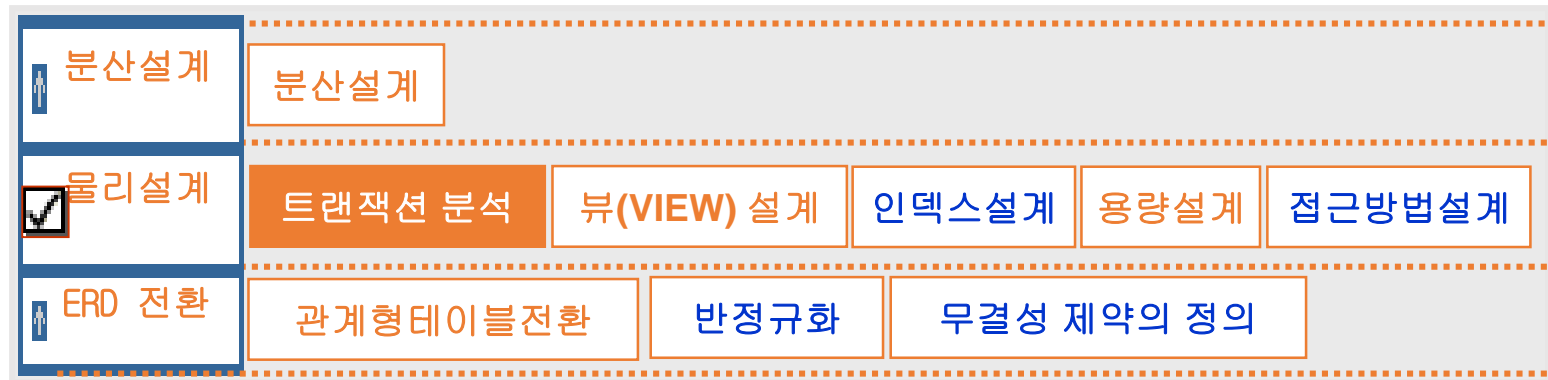 분산설계
분산설계
물리설계
트랜잭션 분석
뷰(VIEW) 설계
인덱스설계
용량설계
접근방법설계
ERD 전환
관계형테이블전환
반정규화
무결성 제약의 정의